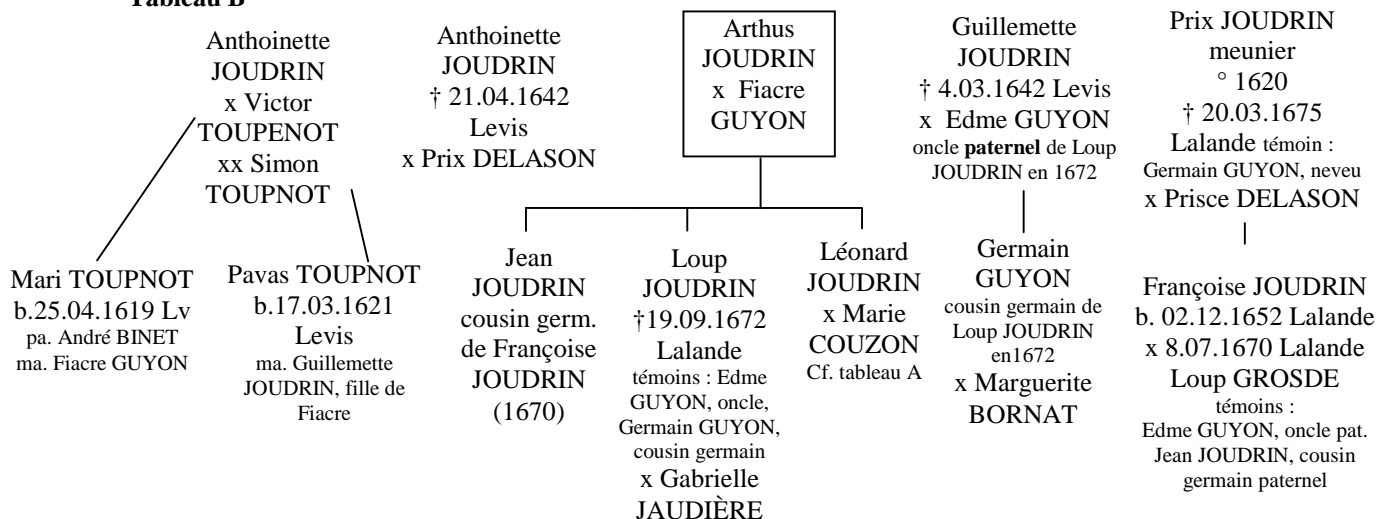 Tableau B
Anthoinette
JOUDRIN
x Victor
TOUPENOT
xx Simon
TOUPNOT
Anthoinette
JOUDRIN
† 21.04.1642
Levis
x Prix DELASON
Arthus
JOUDRIN
x Fiacre
GUYON
Guillemette
JOUDRIN
† 4.03.1642 Levis
x Edme GUYON
oncle paternel de Loup
JOUDRIN en 1672
Prix JOUDRIN
meunier
° 1620
† 20.03.1675
Lalande témoin :
Germain GUYON, neveu
x Prisce DELASON
Mari TOUPNOT
b.25.04.1619 Lv
pa. André BINET
ma. Fiacre GUYON
Pavas TOUPNOT
b.17.03.1621
Levis
ma. Guillemette
JOUDRIN, fille de
Fiacre
Jean
JOUDRIN
cousin germ.
de Françoise
JOUDRIN
(1670)
Loup
JOUDRIN
†19.09.1672
Lalande
témoins : Edme
GUYON, oncle,
Germain GUYON,
cousin germain
x Gabrielle
JAUDIÈRE
Léonard
JOUDRIN
x Marie
COUZON
Cf. tableau A
Germain
GUYON
cousin germain de
Loup JOUDRIN
en1672
x Marguerite
BORNAT
Françoise JOUDRIN
b. 02.12.1652 Lalande
x 8.07.1670 Lalande
Loup GROSDE
témoins :
Edme GUYON, oncle pat.
Jean JOUDRIN, cousin
germain paternel